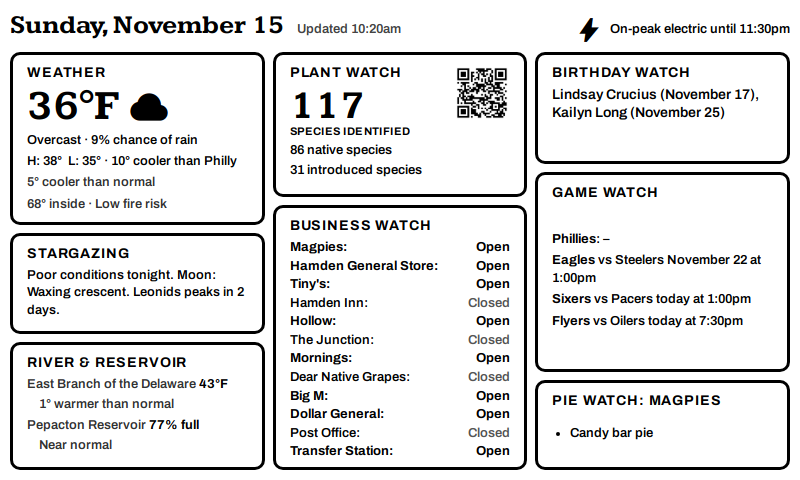 Sunday, November 15 Updated 10:20am
On-peak electric until 11:30pm
WEATHER
36°F
Overcast · 9% chance of rain
H: 38° L: 35° · 10° cooler than Philly
5° cooler than normal
68° inside · Low fire risk
STARGAZING
Poor conditions tonight. Moon:
Waxing crescent. Leonids peaks in 2
days.
RIVER & RESERVOIR
East Branch of the Delaware 43°F
1° warmer than normal
Pepacton Reservoir 77% full
Near normal
PLANT WATCH
117
SPECIES IDENTIFIED
86 native species
31 introduced species
BUSINESS WATCH
Magpies: Open
Hamden General Store: Open
Tiny's: Open
Hamden Inn: Closed
Hollow: Open
The Junction: Closed
Mornings: Open
Dear Native Grapes: Closed
Big M: Open
Dollar General: Open
Post Office: Closed
Transfer Station: Open
BIRTHDAY WATCH
Lindsay Crucius (November 17),
Kailyn Long (November 25)
GAME WATCH
Phillies: –
Eagles vs Steelers November 22 at
1:00pm
Sixers vs Pacers today at 1:00pm
Flyers vs Oilers today at 7:30pm
PIE WATCH: MAGPIES
• Candy bar pie